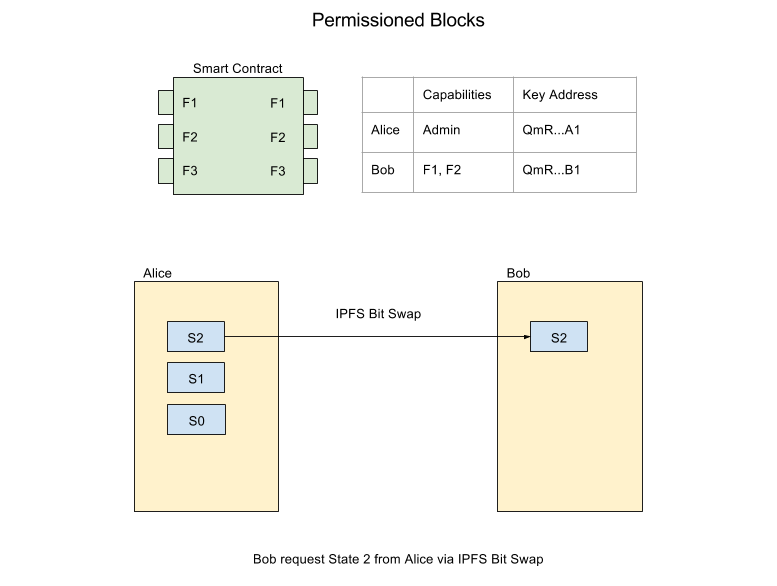 Permissioned Blocks
Smart Contract
F1 F1
F2 F2
F3 F3
Capabilities Key Address
Alice Admin QmR...A1
Bob F1, F2 QmR...B1
Alice
S2
S1
S0
IPFS Bit Swap
Bob
S2
Bob request State 2 from Alice via IPFS Bit Swap